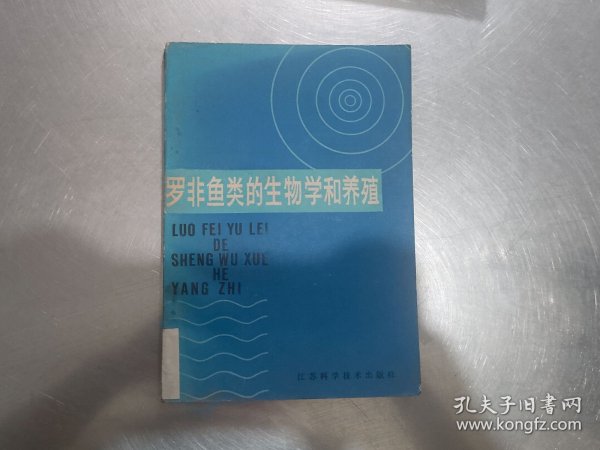 罗非鱼类的生物学和养殖
LUO FEI YU LEI
DE
SHENG WU XUE
HE
YANG ZHI
江苏科学技术出版社
孔夫子旧书网
www.kongfz.com